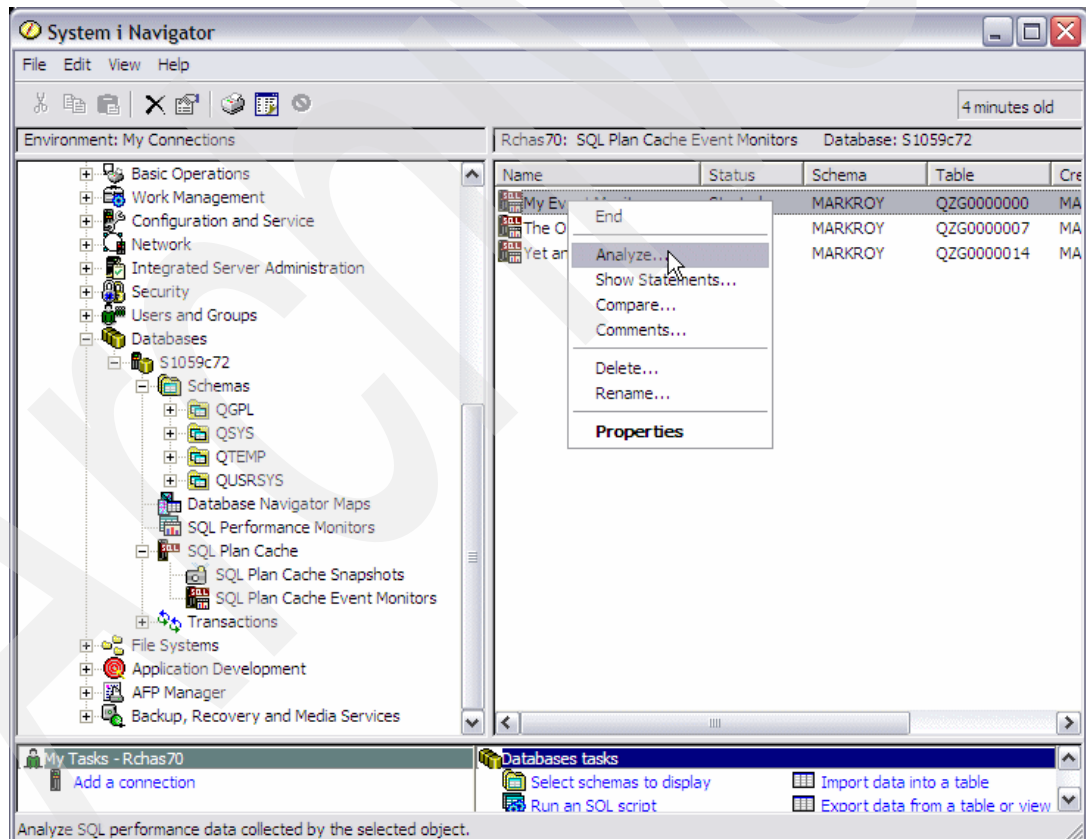 System i Navigator
File Edit View Help
4 minutes old
Environment: My Connections
Rchas70: SQL Plan Cache Event Monitors Database: S1059c72
Basic Operations
Work Management
Configuration and Service
Network
Integrated Server Administration
Security
Users and Groups
Databases
S1059c72
Schemas
QGPL
QSYS
QTEMP
QUSRSYS
Database Navigator Maps
SQL Performance Monitors
SQL Plan Cache
SQL Plan Cache Snapshots
SQL Plan Cache Event Monitors
Transactions
File Systems
Application Development
AFP Manager
Backup, Recovery and Media Services
Name Status Schema Table Cre
My Ev MARKROY QZG0000000 MA
The O MARKROY QZG0000007 MA
Yet an MARKROY QZG0000014 MA
End
Analyze...
Show Statements...
Compare...
Comments...
Delete...
Rename...
Properties
My Tasks - Rchas70
Add a connection
Databases tasks
Select schemas to display Import data into a table
Run an SQL script Export data from a table or view
Analyze SQL performance data collected by the selected object.